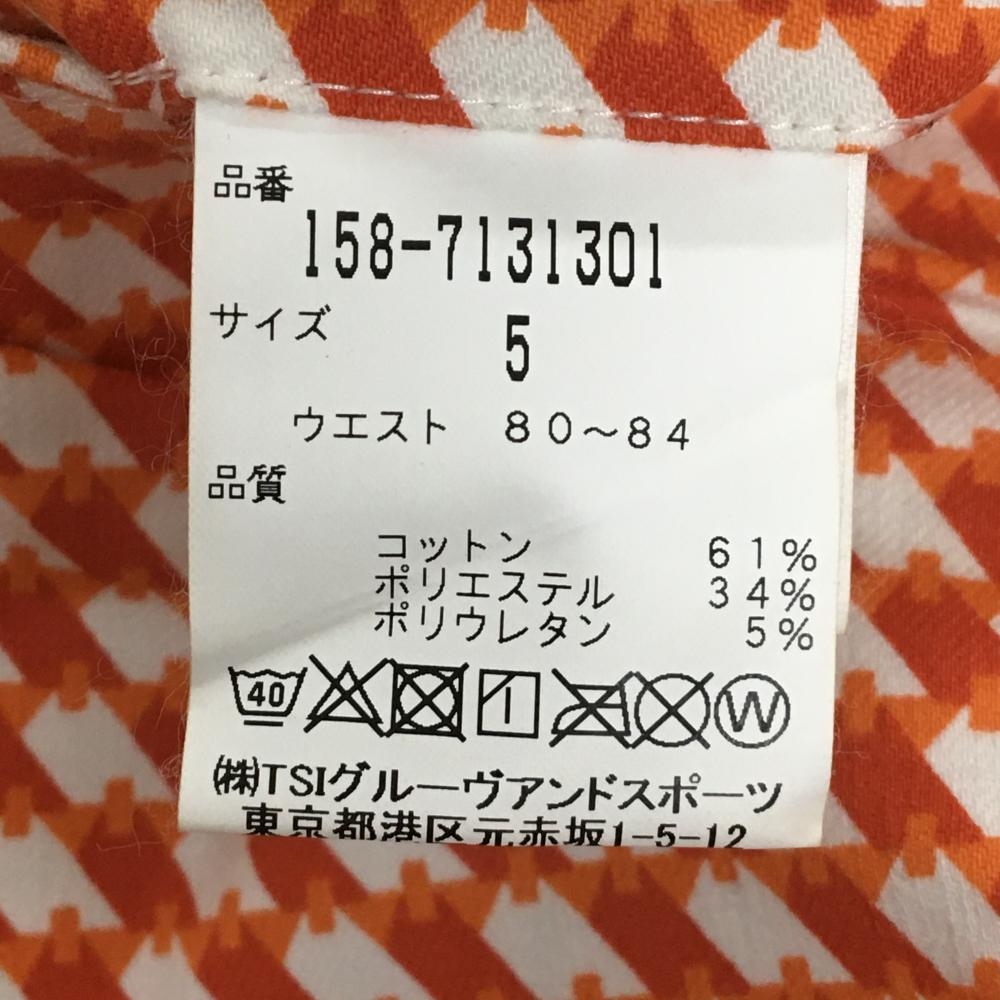 品番
158-7131301
サイズ 5
ウエスト 80～84
品質
コットン 61%
ポリエステル 34%
ポリウレタン 5%
40 W
㈱TSIグルーヴアンドスポーツ
東京都港区元赤坂1-5-12